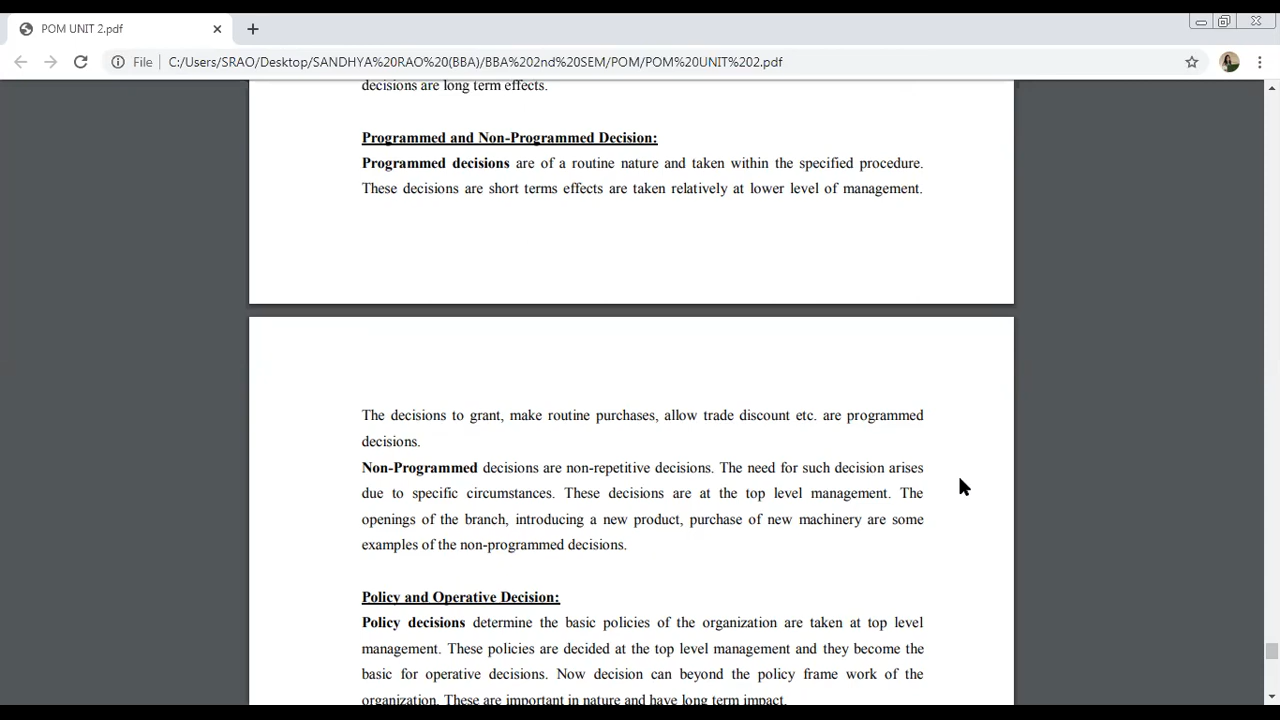 POM UNIT 2.pdf
File
C:/Users/SRAO/Desktop/SANDHYA%20RAO%20(BBA)/BBA%202nd%20SEM/POM/POM%20UNIT%202.pdf
decisions are long term effects.
Programmed and Non-Programmed Decision:
Programmed decisions are of a routine nature and taken within the specified procedure.
These decisions are short terms effects are taken relatively at lower level of management.
The decisions to grant, make routine purchases, allow trade discount etc. are programmed
decisions.
Non-Programmed decisions are non-repetitive decisions. The need for such decision arises
due to specific circumstances. These decisions are at the top level management. The
openings of the branch, introducing a new product, purchase of new machinery are some
examples of the non-programmed decisions.
Policy and Operative Decision:
Policy decisions determine the basic policies of the organization are taken at top level
management. These policies are decided at the top level management and they become the
basic for operative decisions. Now decision can beyond the policy frame work of the
organization. These are important in nature and have long term impact.